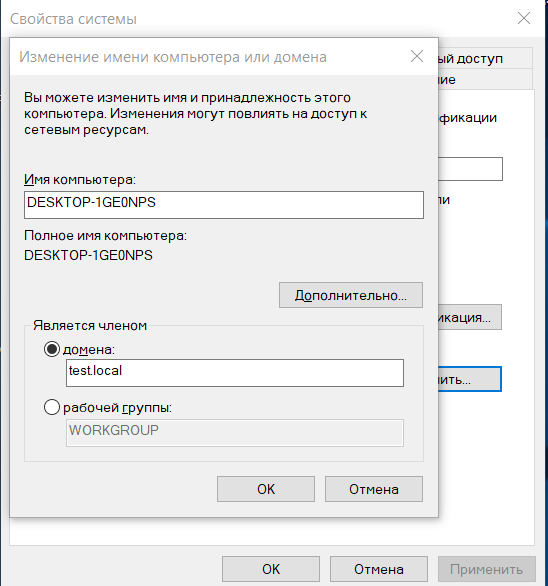 Свойства системы
Изменение имени компьютера или домена
ый доступ
ние
Вы можете изменить имя и принадлежность этого
компьютера. Изменения могут повлиять на доступ к
сетевым ресурсам.
фикации
Имя компьютера:
DESKTOP-1GE0NPS
ли
Полное имя компьютера:
DESKTOP-1GE0NPS
Дополнительно...
икация...
Является членом
домена:
test.local
ить...
рабочей группы:
WORKGROUP
OK
Отмена
OK
Отмена
Применить